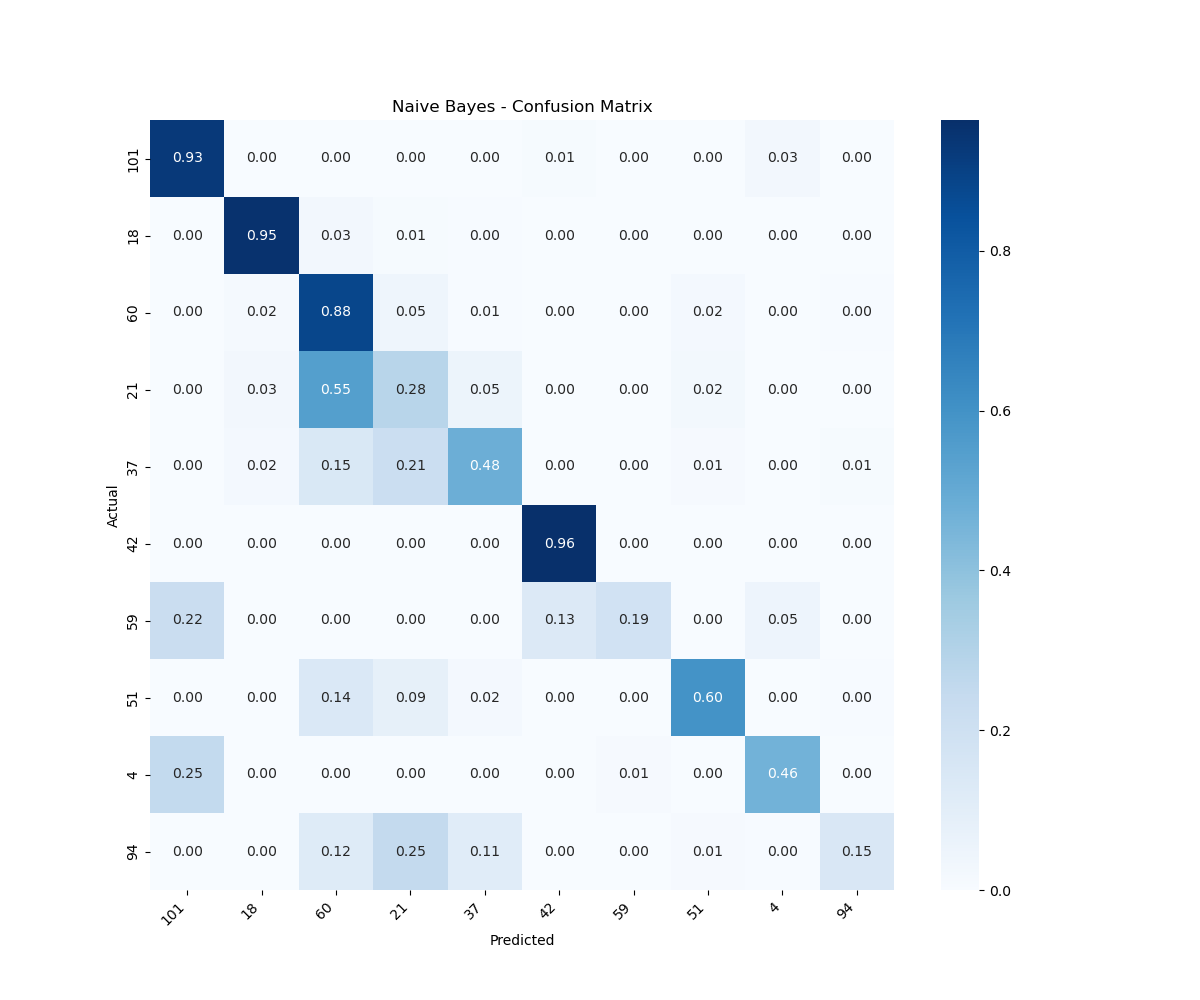 Naive Bayes - Confusion Matrix
101 0.93 0.00 0.00 0.00 0.00 0.01 0.00 0.00 0.03 0.00
18 0.00 0.95 0.03 0.01 0.00 0.00 0.00 0.00 0.00 0.00
60 0.00 0.02 0.88 0.05 0.01 0.00 0.00 0.02 0.00 0.00
21 0.00 0.03 0.55 0.28 0.05 0.00 0.00 0.02 0.00 0.00
37 0.00 0.02 0.15 0.21 0.48 0.00 0.00 0.01 0.00 0.01
42 0.00 0.00 0.00 0.00 0.00 0.96 0.00 0.00 0.00 0.00
59 0.22 0.00 0.00 0.00 0.00 0.13 0.19 0.00 0.05 0.00
51 0.00 0.00 0.14 0.09 0.02 0.00 0.00 0.60 0.00 0.00
4 0.25 0.00 0.00 0.00 0.00 0.00 0.01 0.00 0.46 0.00
94 0.00 0.00 0.12 0.25 0.11 0.00 0.00 0.01 0.00 0.15
101 18 60 21 37 42 59 51 4 94
Predicted
Actual
0.8
0.6
0.4
0.2
0.0